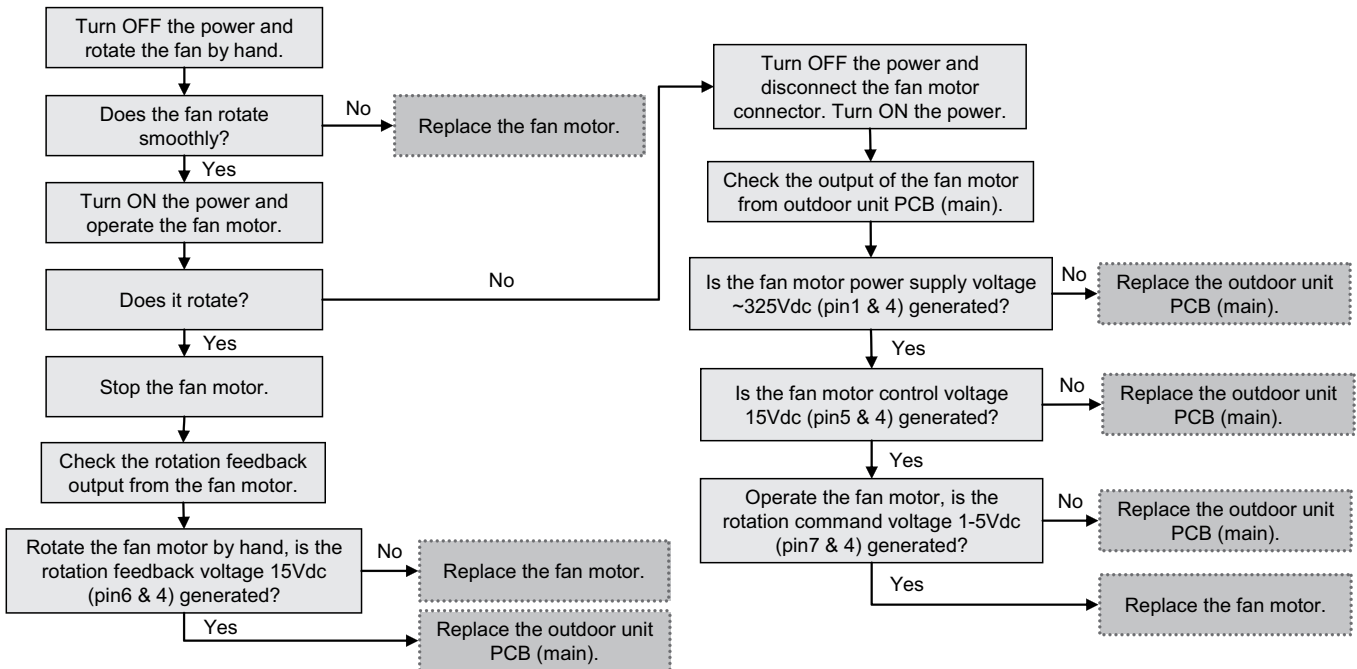 Turn OFF the power and
rotate the fan by hand.
Does the fan rotate
smoothly?
No
Replace the fan motor.
Yes
Turn ON the power and
operate the fan motor.
Does it rotate?
No
Yes
Stop the fan motor.
Check the rotation feedback
output from the fan motor.
Rotate the fan motor by hand, is the
rotation feedback voltage 15Vdc
(pin6 & 4) generated?
No
Replace the fan motor.
Yes
Replace the outdoor unit
PCB (main).
Turn OFF the power and
disconnect the fan motor
connector. Turn ON the power.
Check the output of the fan motor
from outdoor unit PCB (main).
Is the fan motor power supply voltage
~325Vdc (pin1 & 4) generated?
No
Replace the outdoor unit
PCB (main).
Yes
Is the fan motor control voltage
15Vdc (pin5 & 4) generated?
No
Replace the outdoor unit
PCB (main).
Yes
Operate the fan motor, is the
rotation command voltage 1-5Vdc
(pin7 & 4) generated?
No
Replace the outdoor unit
PCB (main).
Yes
Replace the fan motor.